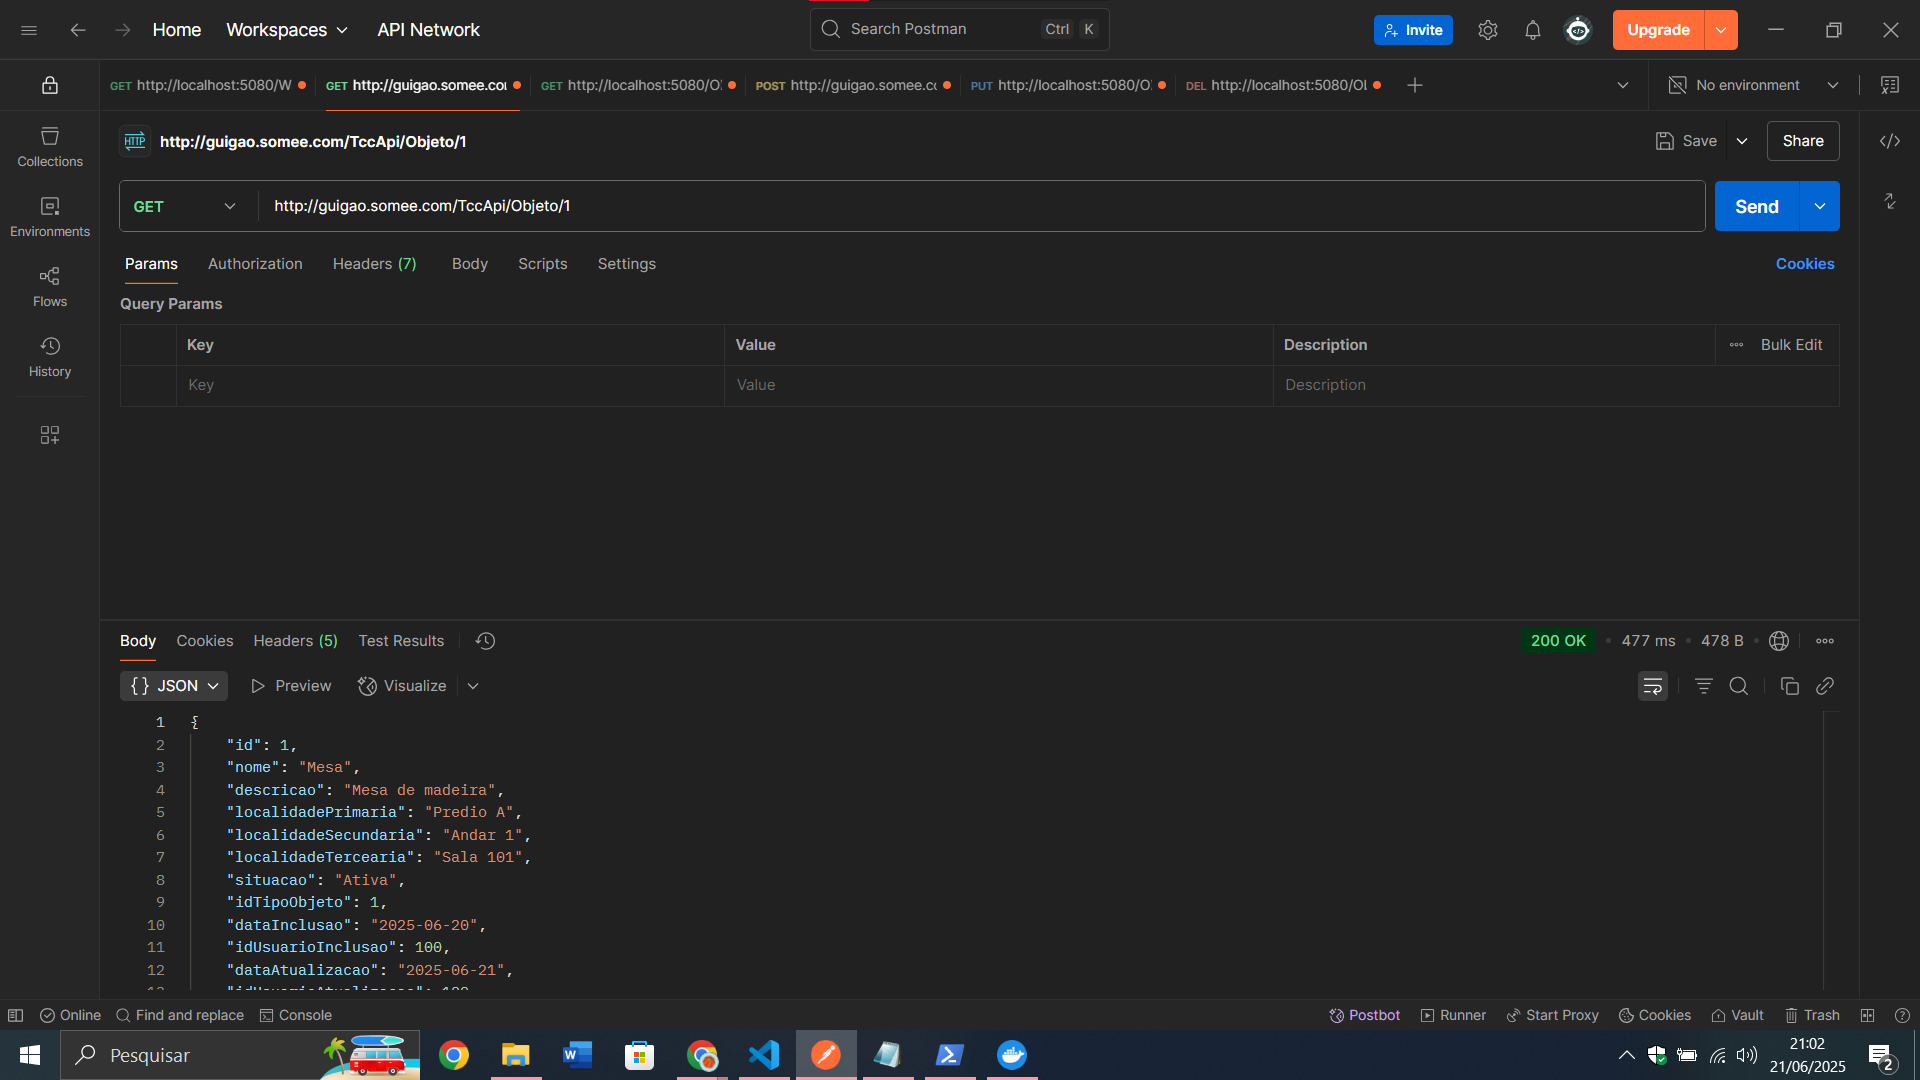 Home Workspaces API Network Search Postman Ctrl K Invite Upgrade
GET http://localhost:5080/W GET http://guigao.somee.co GET http://localhost:5080/O POST http://guigao.somee.c PUT http://localhost:5080/O DEL http://localhost:5080/O No environment
HTTP http://guigao.somee.com/TccApi/Objeto/1 Save Share
Collections
GET http://guigao.somee.com/TccApi/Objeto/1 Send
Environments
Params Authorization Headers (7) Body Scripts Settings Cookies
Flows
Query Params
Key Value Description Bulk Edit
History
Key Value Description
Body Cookies Headers (5) Test Results 200 OK 477 ms 478 B
{} JSON Preview Visualize
1 {
2 "id": 1,
3 "nome": "Mesa",
4 "descricao": "Mesa de madeira",
5 "localidadePrimaria": "Predio A",
6 "localidadeSecundaria": "Andar 1",
7 "localidadeTercearia": "Sala 101",
8 "situacao": "Ativa",
9 "idTipoObjeto": 1,
10 "dataInclusao": "2025-06-20",
11 "idUsuarioInclusao": 100,
12 "dataAtualizacao": "2025-06-21",
Online Find and replace Console Postbot Runner Start Proxy Cookies Vault Trash
Pesquisar
21:02
21/06/2025
2